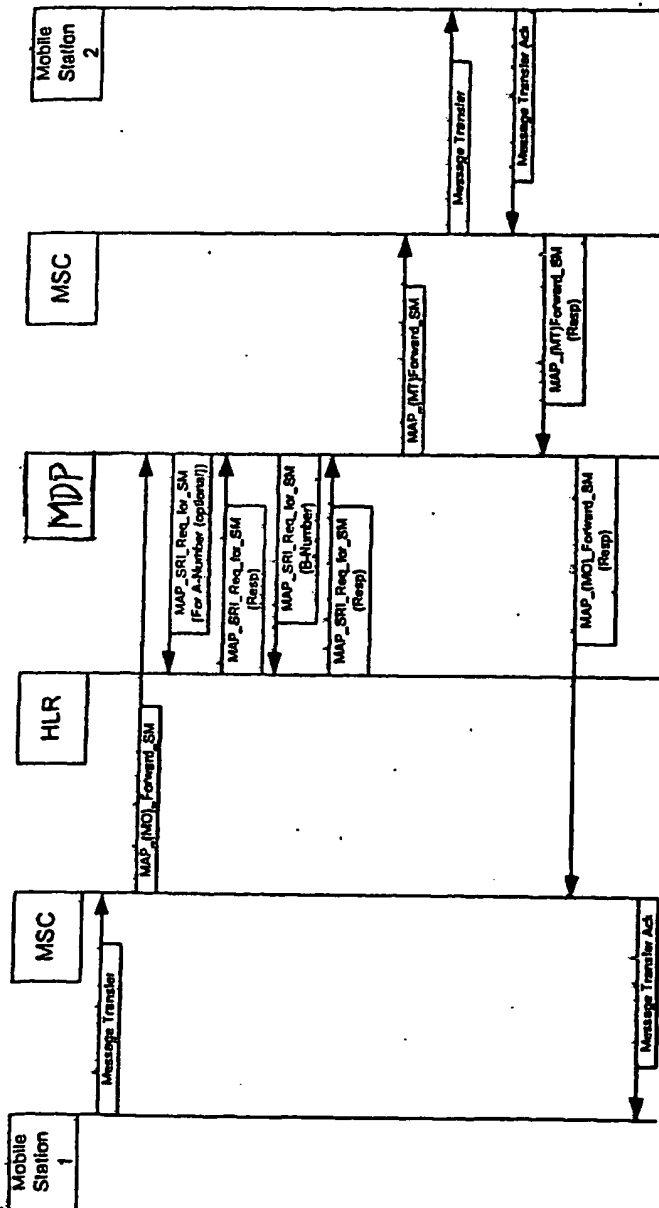 Mobile
Station
1
MSC
HLR
MDP
MSC
Mobile
Station
2
Message Transfer
MAP_(MO)_Forward_SM
MAP_SRI_Req_for_SM
(For A-Number (optional))
MAP_SRI_Req_for_SM
(Resp)
MAP_SRI_Req_for_SM
(B-Number)
MAP_SRI_Req_for_SM
(Resp)
MAP_(MT)Forward_SM
Message Transfer
Message Transfer Ack
MAP_(MT)Forward_SM
(Resp)
MAP_(MO)_Forward_SM
(Resp)
Message Transfer Ack